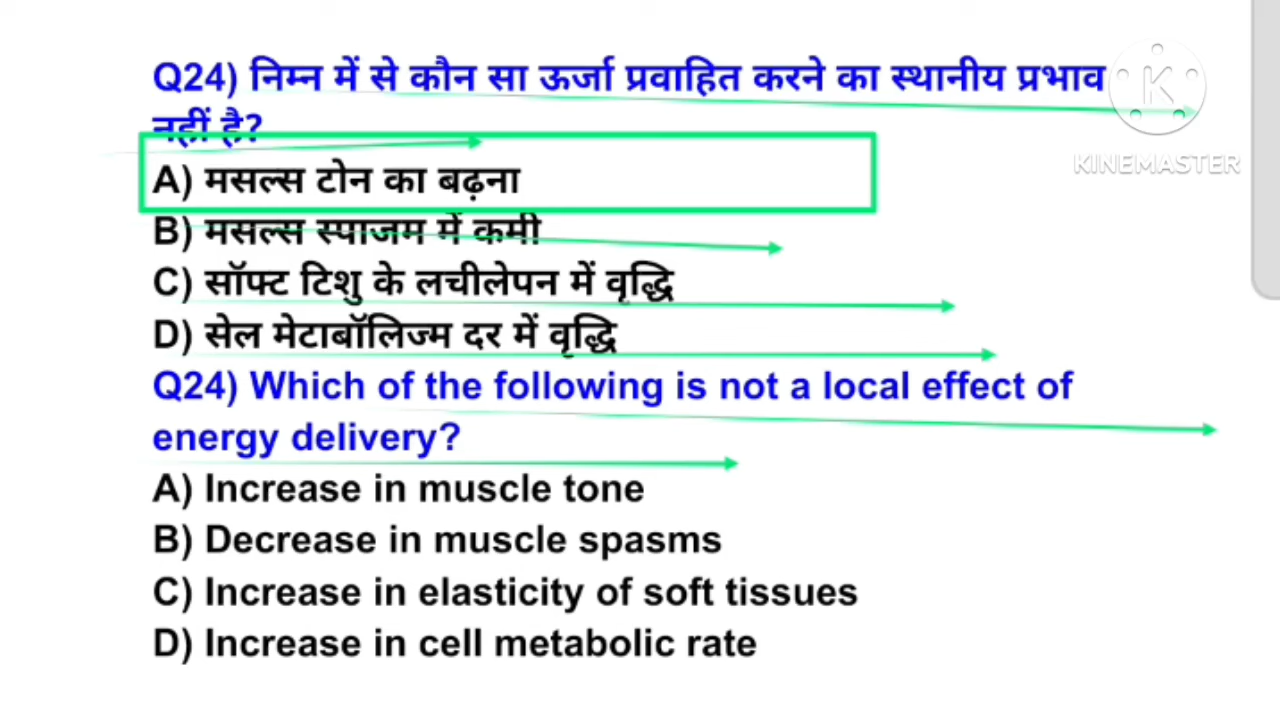 Q24) निम्न में से कौन सा ऊर्जा प्रवाहित करने का स्थानीय प्रभाव
नहीं है?
K
KINEMASTER
A) मसल्स टोन का बढ़ना
B) मसल्स स्पाजम में कमी
C) सॉफ्ट टिशु के लचीलेपन में वृद्धि
D) सेल मेटाबॉलिज्म दर में वृद्धि
Q24) Which of the following is not a local effect of
energy delivery?
A) Increase in muscle tone
B) Decrease in muscle spasms
C) Increase in elasticity of soft tissues
D) Increase in cell metabolic rate